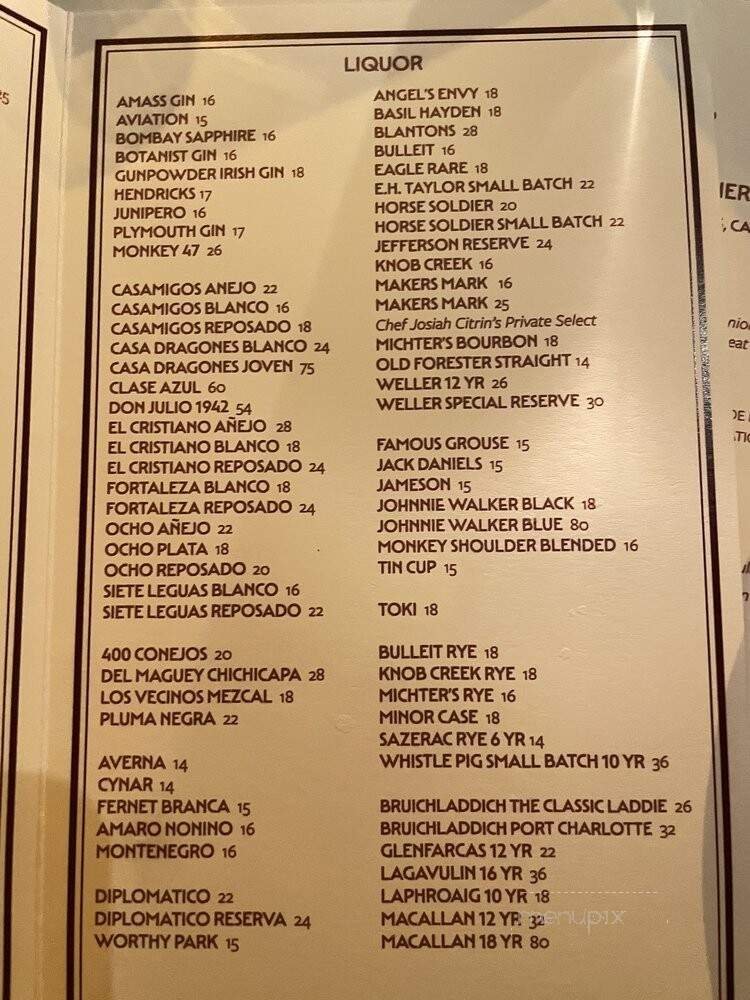 LIQUOR
AMASS GIN 16
AVIATION 15
BOMBAY SAPPHIRE 16
BOTANIST GIN 16
GUNPOWDER IRISH GIN 18
HENDRICKS 17
JUNIPERO 16
PLYMOUTH GIN 17
MONKEY 47 26
CASAMIGOS ANEJO 22
CASAMIGOS BLANCO 16
CASAMIGOS REPOSADO 18
CASA DRAGONES BLANCO 24
CASA DRAGONES JOVEN 75
CLASE AZUL 60
DON JULIO 1942 54
EL CRISTIANO AÑEJO 28
EL CRISTIANO BLANCO 18
EL CRISTIANO REPOSADO 24
FORTALEZA BLANCO 18
FORTALEZA REPOSADO 24
OCHO AÑEJO 22
OCHO PLATA 18
OCHO REPOSADO 20
SIETE LEGUAS BLANCO 16
SIETE LEGUAS REPOSADO 22
400 CONEJOS 20
DEL MAGUEY CHICHICAPA 28
LOS VECINOS MEZCAL 18
PLUMA NEGRA 22
AVERNA 14
CYNAR 14
FERNET BRANCA 15
AMARO NONINO 16
MONTENEGRO 16
DIPLOMATICO 22
DIPLOMATICO RESERVA 24
WORTHY PARK 15
ANGEL'S ENVY 18
BASIL HAYDEN 18
BLANTONS 28
BULLEIT 16
EAGLE RARE 18
E.H. TAYLOR SMALL BATCH 22
HORSE SOLDIER 20
HORSE SOLDIER SMALL BATCH 22
JEFFERSON RESERVE 24
KNOB CREEK 16
MAKERS MARK 16
MAKERS MARK 25
Chef Josiah Citrin's Private Select
MICHTER'S BOURBON 18
OLD FORESTER STRAIGHT 14
WELLER 12 YR 26
WELLER SPECIAL RESERVE 30
FAMOUS GROUSE 15
JACK DANIELS 15
JAMESON 15
JOHNNIE WALKER BLACK 18
JOHNNIE WALKER BLUE 80
MONKEY SHOULDER BLENDED 16
TIN CUP 15
TOKI 18
BULLEIT RYE 18
KNOB CREEK RYE 18
MICHTER'S RYE 16
MINOR CASE 18
SAZERAC RYE 6 YR 14
WHISTLE PIG SMALL BATCH 10 YR 36
BRUICHLADDICH THE CLASSIC LADDIE 26
BRUICHLADDICH PORT CHARLOTTE 32
GLENFARCAS 12 YR 22
LAGAVULIN 16 YR 36
LAPHROAIG 10 YR 18
MACALLAN 12 YR 32
MACALLAN 18 YR 80
menupix